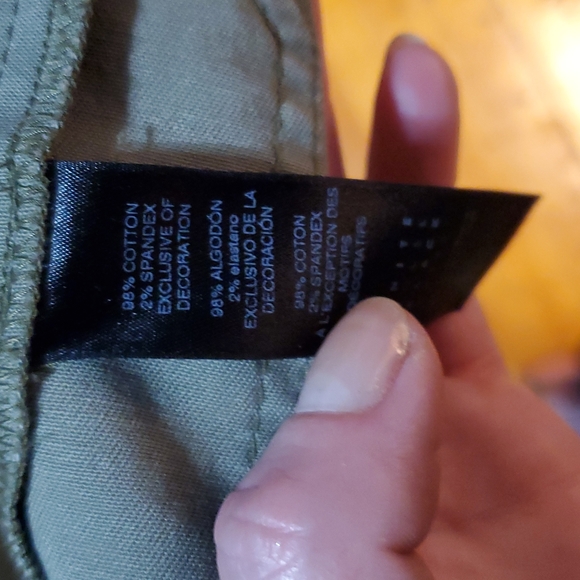 98% COTTON
2% SPANDEX
EXCLUSIVE OF
DECORATION
98% ALGODÓN
2% elasteno
EXCLUSIVO DE LA
DECORACIÓN
98% COTON
2% SPANDEX
À L'EXCEPTION DES
MOTIFS
DÉCORATIFS